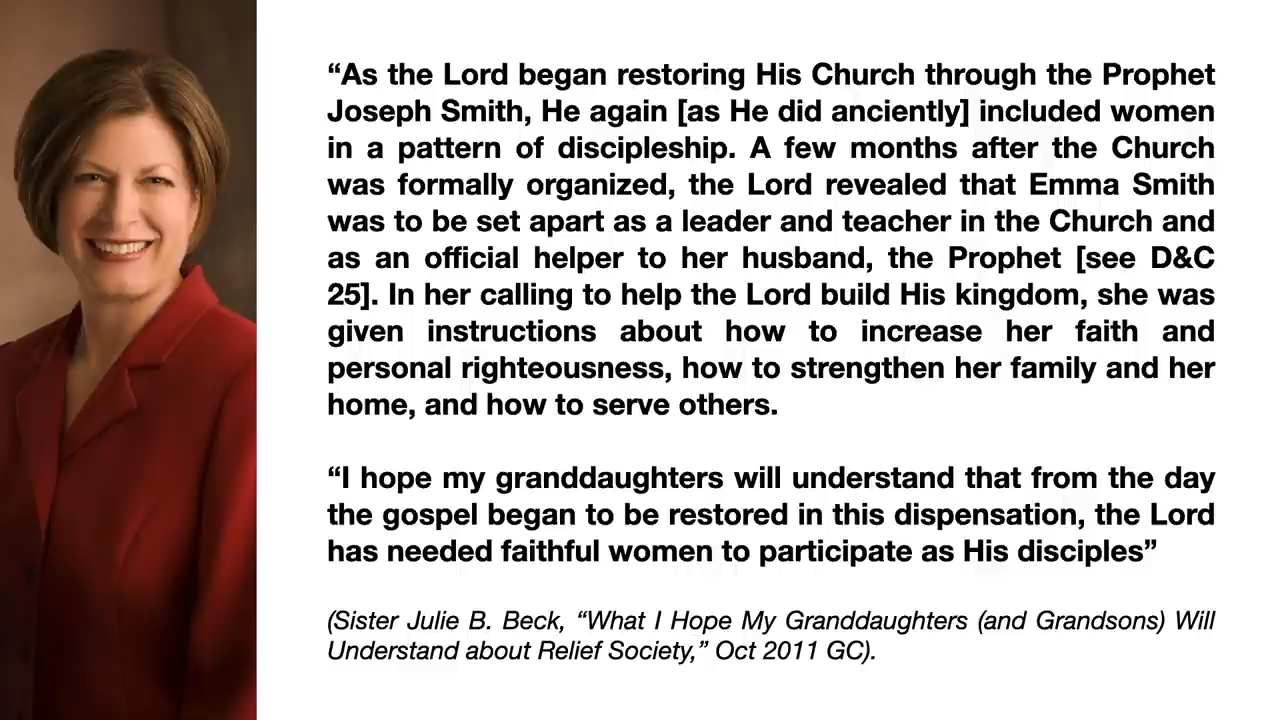 “As the Lord began restoring His Church through the Prophet
Joseph Smith, He again [as He did anciently] included women
in a pattern of discipleship. A few months after the Church
was formally organized, the Lord revealed that Emma Smith
was to be set apart as a leader and teacher in the Church and
as an official helper to her husband, the Prophet [see D&C
25]. In her calling to help the Lord build His kingdom, she was
given instructions about how to increase her faith and
personal righteousness, how to strengthen her family and her
home, and how to serve others.
“I hope my granddaughters will understand that from the day
the gospel began to be restored in this dispensation, the Lord
has needed faithful women to participate as His disciples”
(Sister Julie B. Beck, “What I Hope My Granddaughters (and Grandsons) Will
Understand about Relief Society,” Oct 2011 GC).